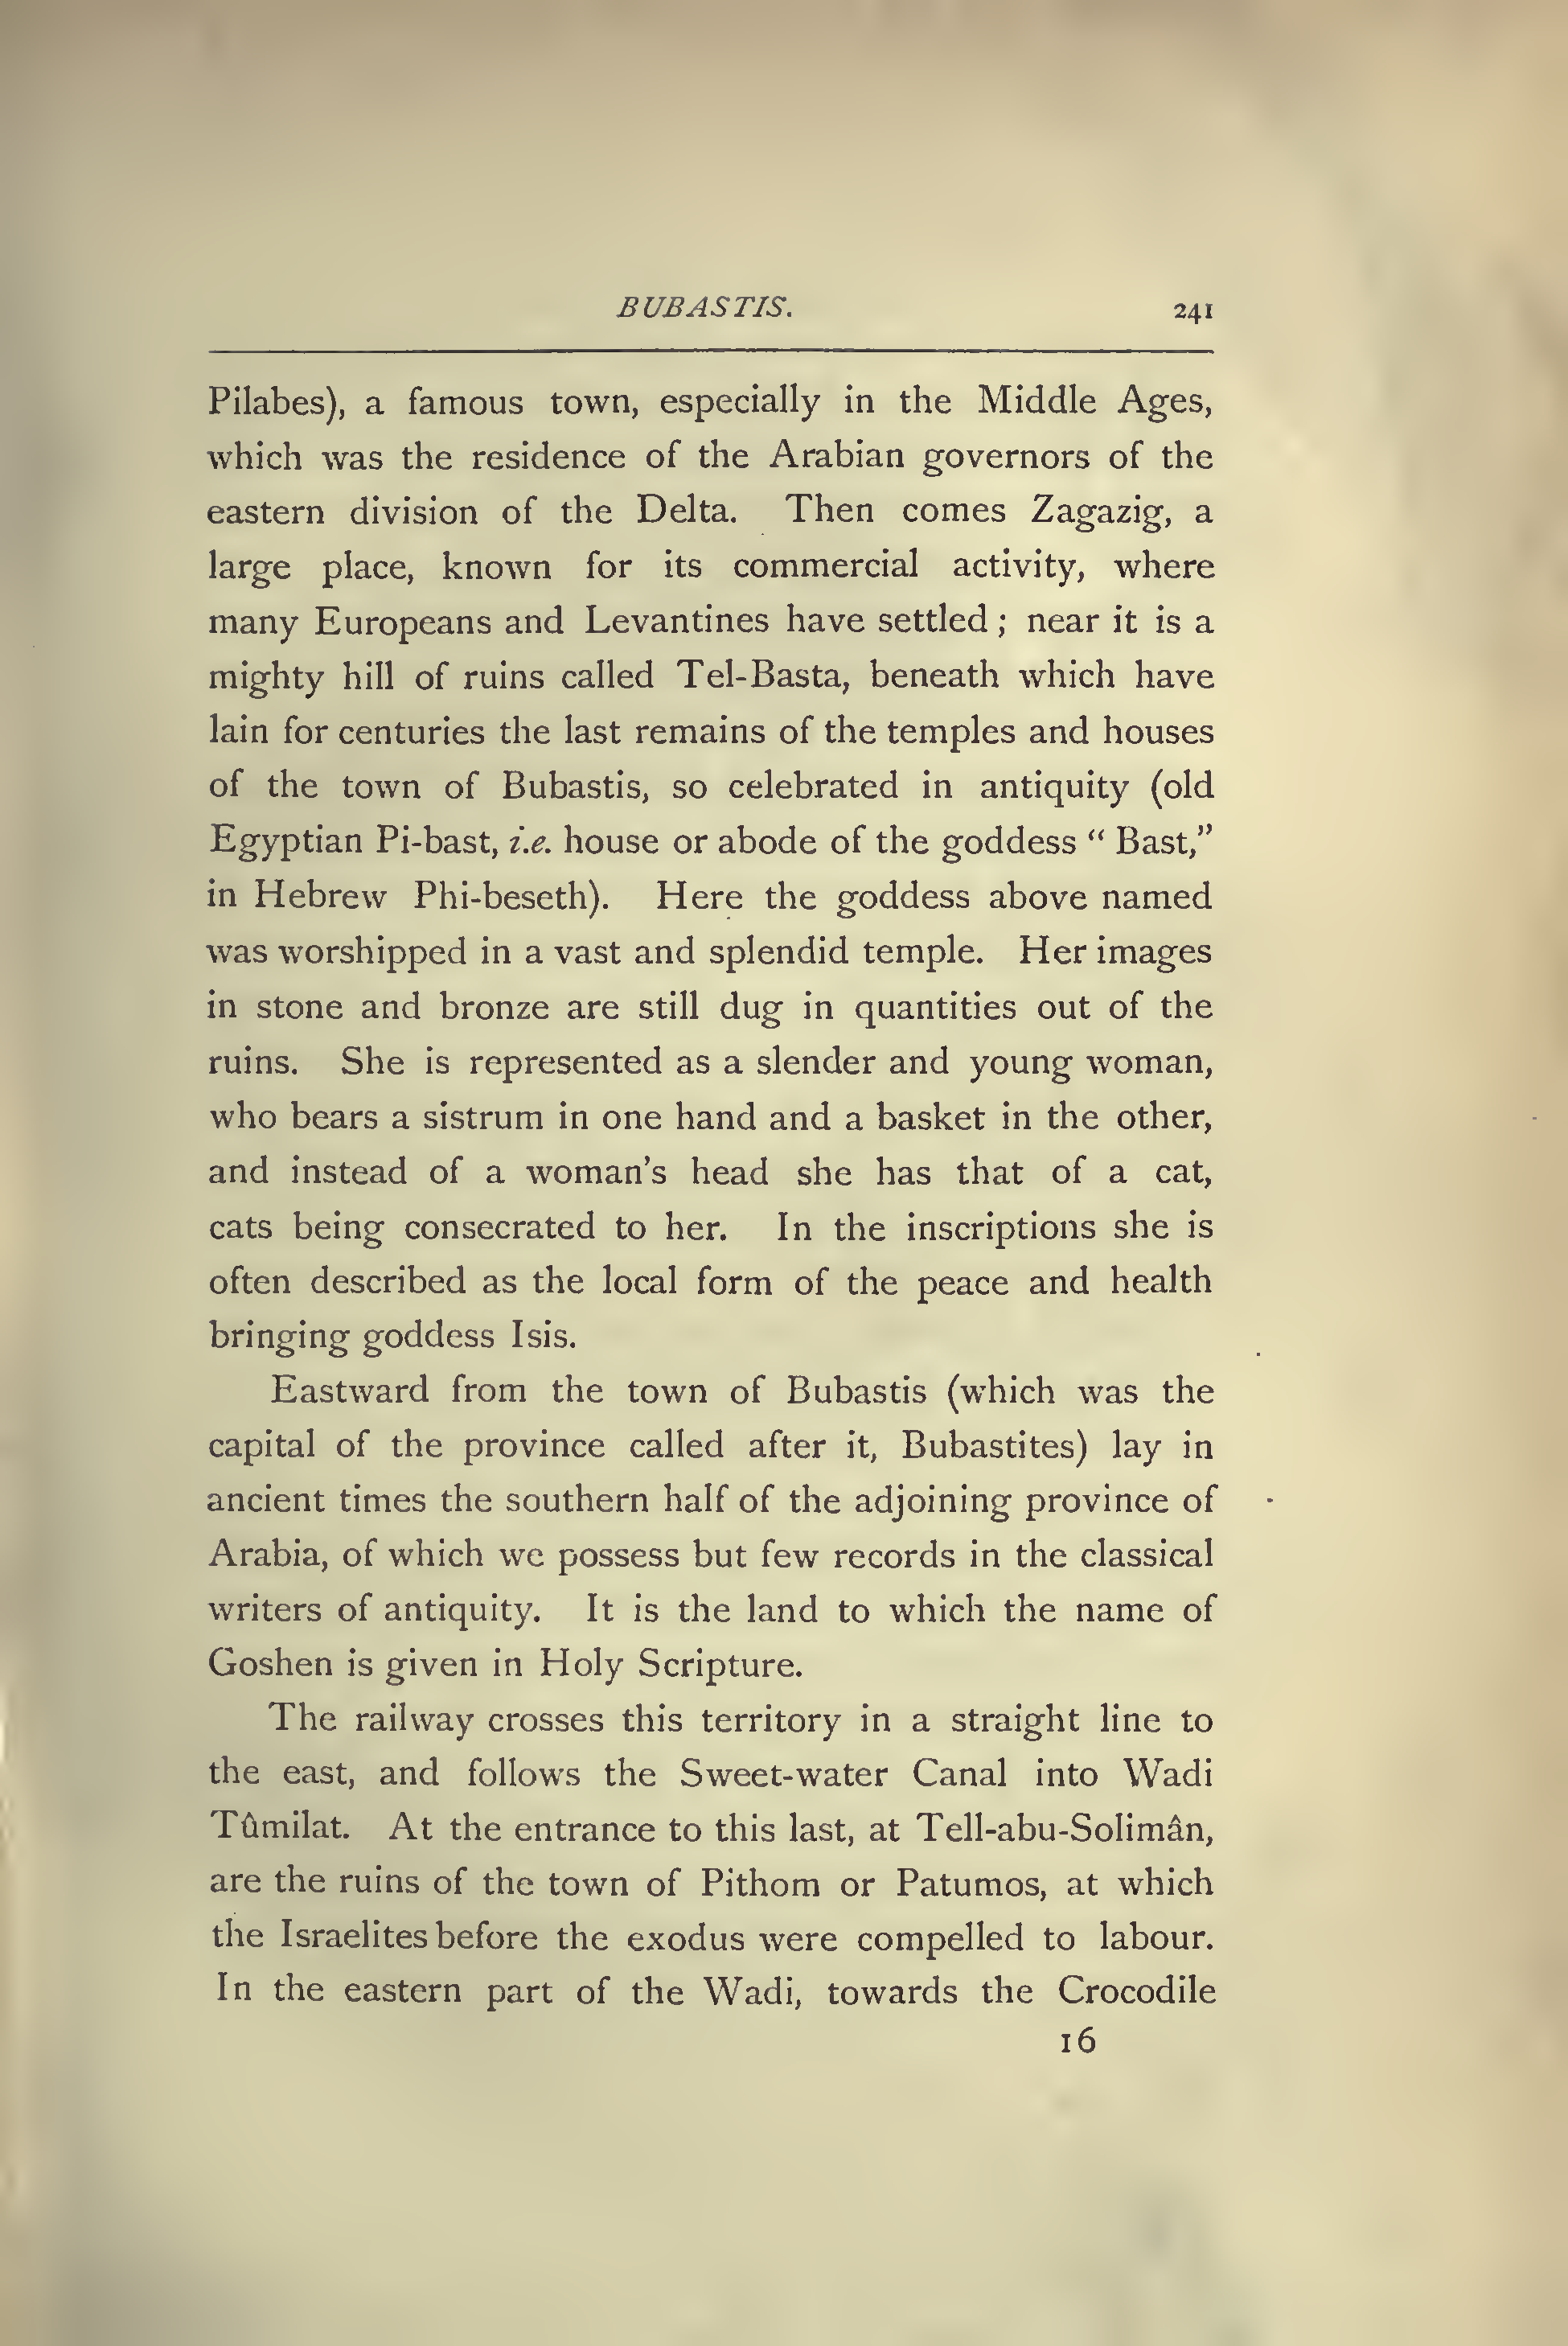 BUBASTIS. 241
Pilabes), a famous town, especially in the Middle Ages,
which was the residence of the Arabian governors of the
eastern division of the Delta. Then comes Zagazig, a
large place, known for its commercial activity, where
many Europeans and Levantines have settled; near it is a
mighty hill of ruins called Tel-Basta, beneath which have
lain for centuries the last remains of the temples and houses
of the town of Bubastis, so celebrated in antiquity (old
Egyptian Pi-bast, i.e. house or abode of the goddess “ Bast,”
in Hebrew Phi-beseth). Here the goddess above named
was worshipped in a vast and splendid temple. Her images
in stone and bronze are still dug in quantities out of the
ruins. She is represented as a slender and young woman,
who bears a sistrum in one hand and a basket in the other,
and instead of a woman’s head she has that of a cat,
cats being consecrated to her. In the inscriptions she is
often described as the local form of the peace and health
bringing goddess Isis.
Eastward from the town of Bubastis (which was the
capital of the province called after it, Bubastites) lay in
ancient times the southern half of the adjoining province of
Arabia, of which we possess but few records in the classical
writers of antiquity. It is the land to which the name of
Goshen is given in Holy Scripture.
The railway crosses this territory in a straight line to
the east, and follows the Sweet-water Canal into Wadi
Tûmilat. At the entrance to this last, at Tell-abu-Solimân,
are the ruins of the town of Pithom or Patumos, at which
the Israelites before the exodus were compelled to labour.
In the eastern part of the Wadi, towards the Crocodile
16